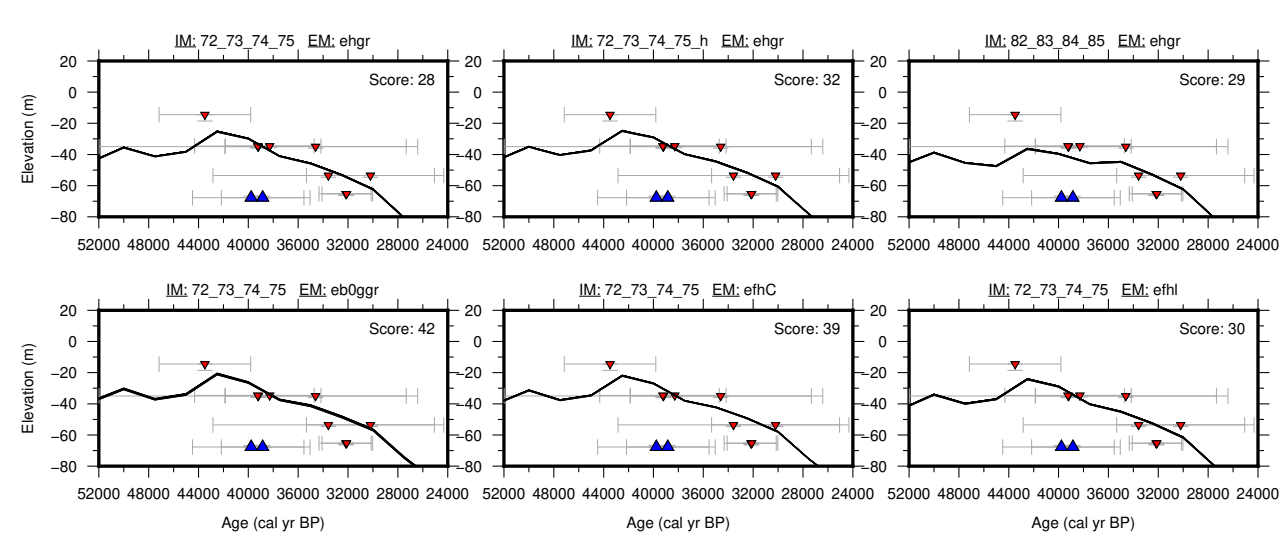 IM: 72_73_74_75 EM: ehgr
IM: 72_73_74_75_h EM: ehgr
IM: 82_83_84_85 EM: ehgr
Elevation (m)
20
0
−20
−40
−60
−80
Score: 28
20
0
−20
−40
−60
−80
Score: 32
20
0
−20
−40
−60
−80
Score: 29
52000 48000 44000 40000 36000 32000 28000 24000
52000 48000 44000 40000 36000 32000 28000 24000
52000 48000 44000 40000 36000 32000 28000 24000
IM: 72_73_74_75 EM: eb0ggr
IM: 72_73_74_75 EM: efhC
IM: 72_73_74_75 EM: efhl
Elevation (m)
20
0
−20
−40
−60
−80
Score: 42
20
0
−20
−40
−60
−80
Score: 39
20
0
−20
−40
−60
−80
Score: 30
52000 48000 44000 40000 36000 32000 28000 24000
52000 48000 44000 40000 36000 32000 28000 24000
52000 48000 44000 40000 36000 32000 28000 24000
Age (cal yr BP)
Age (cal yr BP)
Age (cal yr BP)